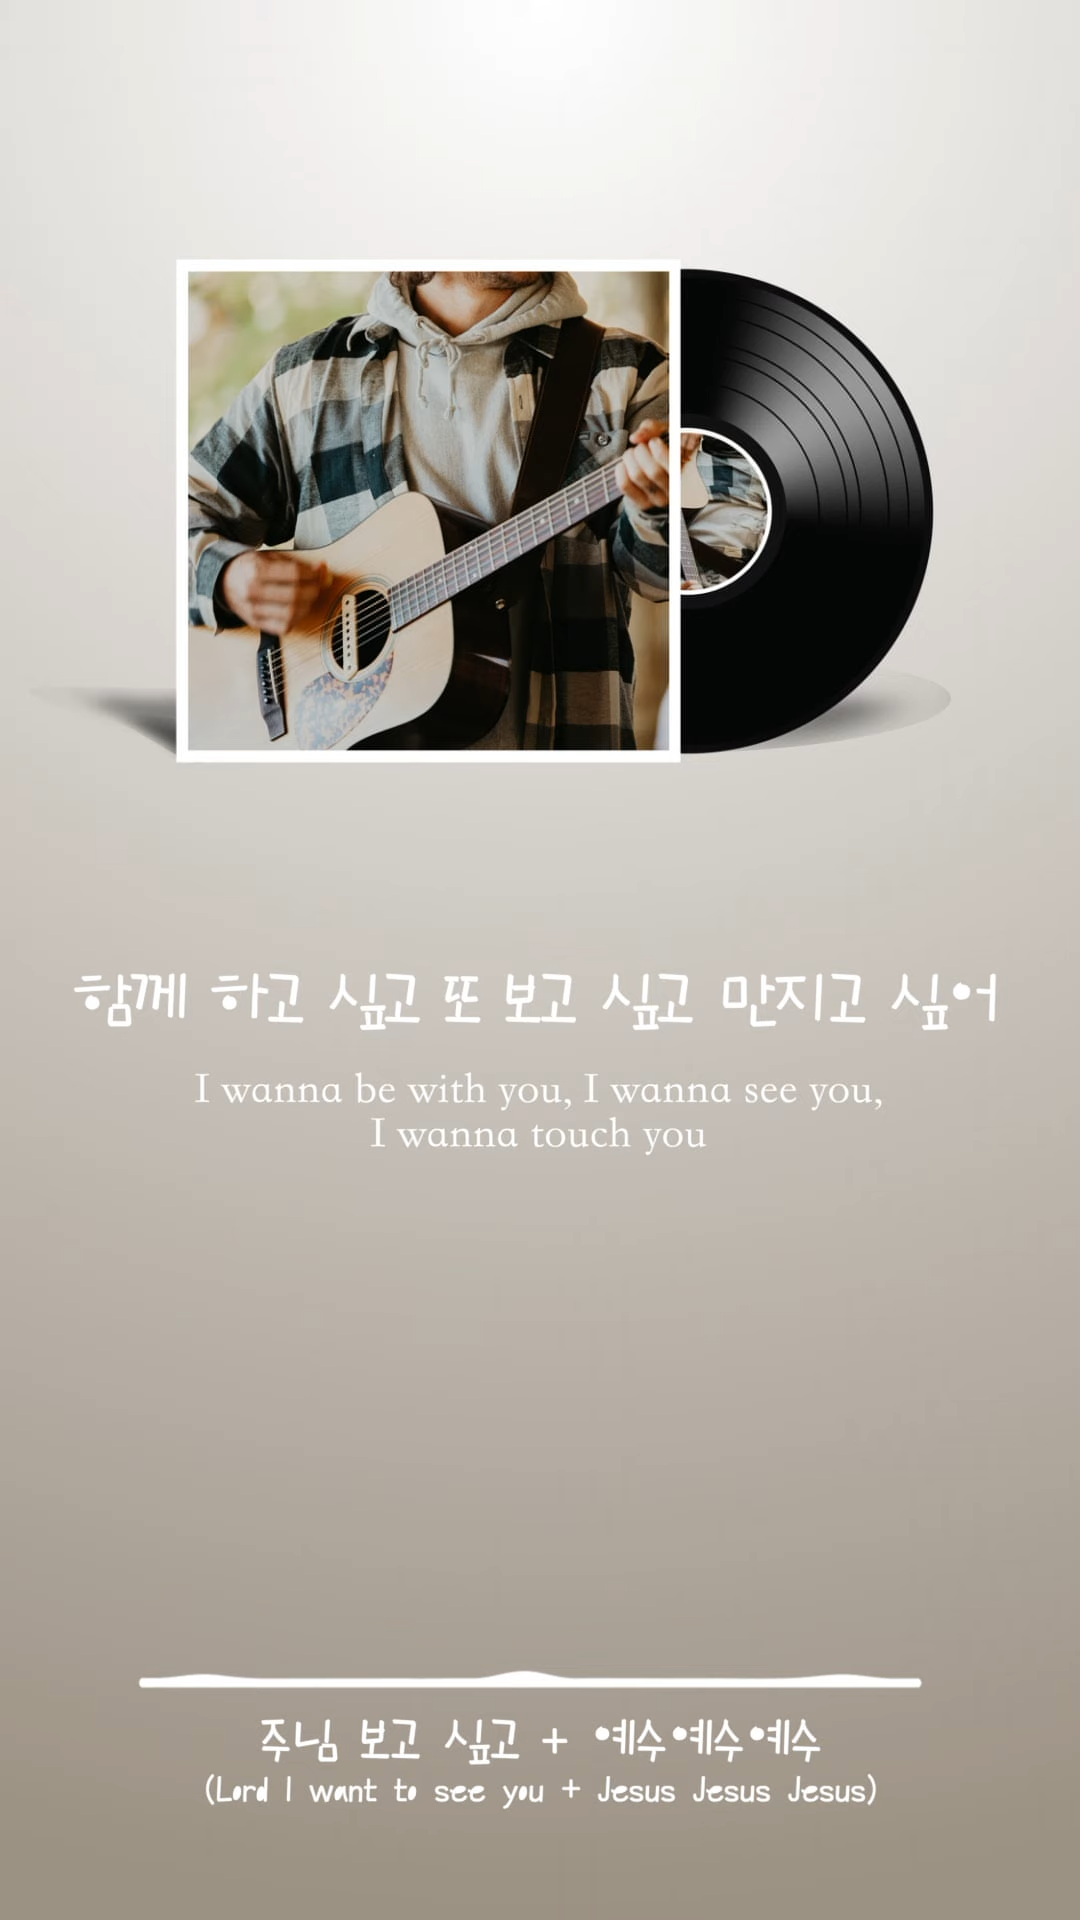 함께 하고 싶고 또 보고 싶고 만지고 싶어
I wanna be with you, I wanna see you,
I wanna touch you
주님 보고 싶고 + 예수예수예수
(Lord I want to see you + Jesus Jesus Jesus)